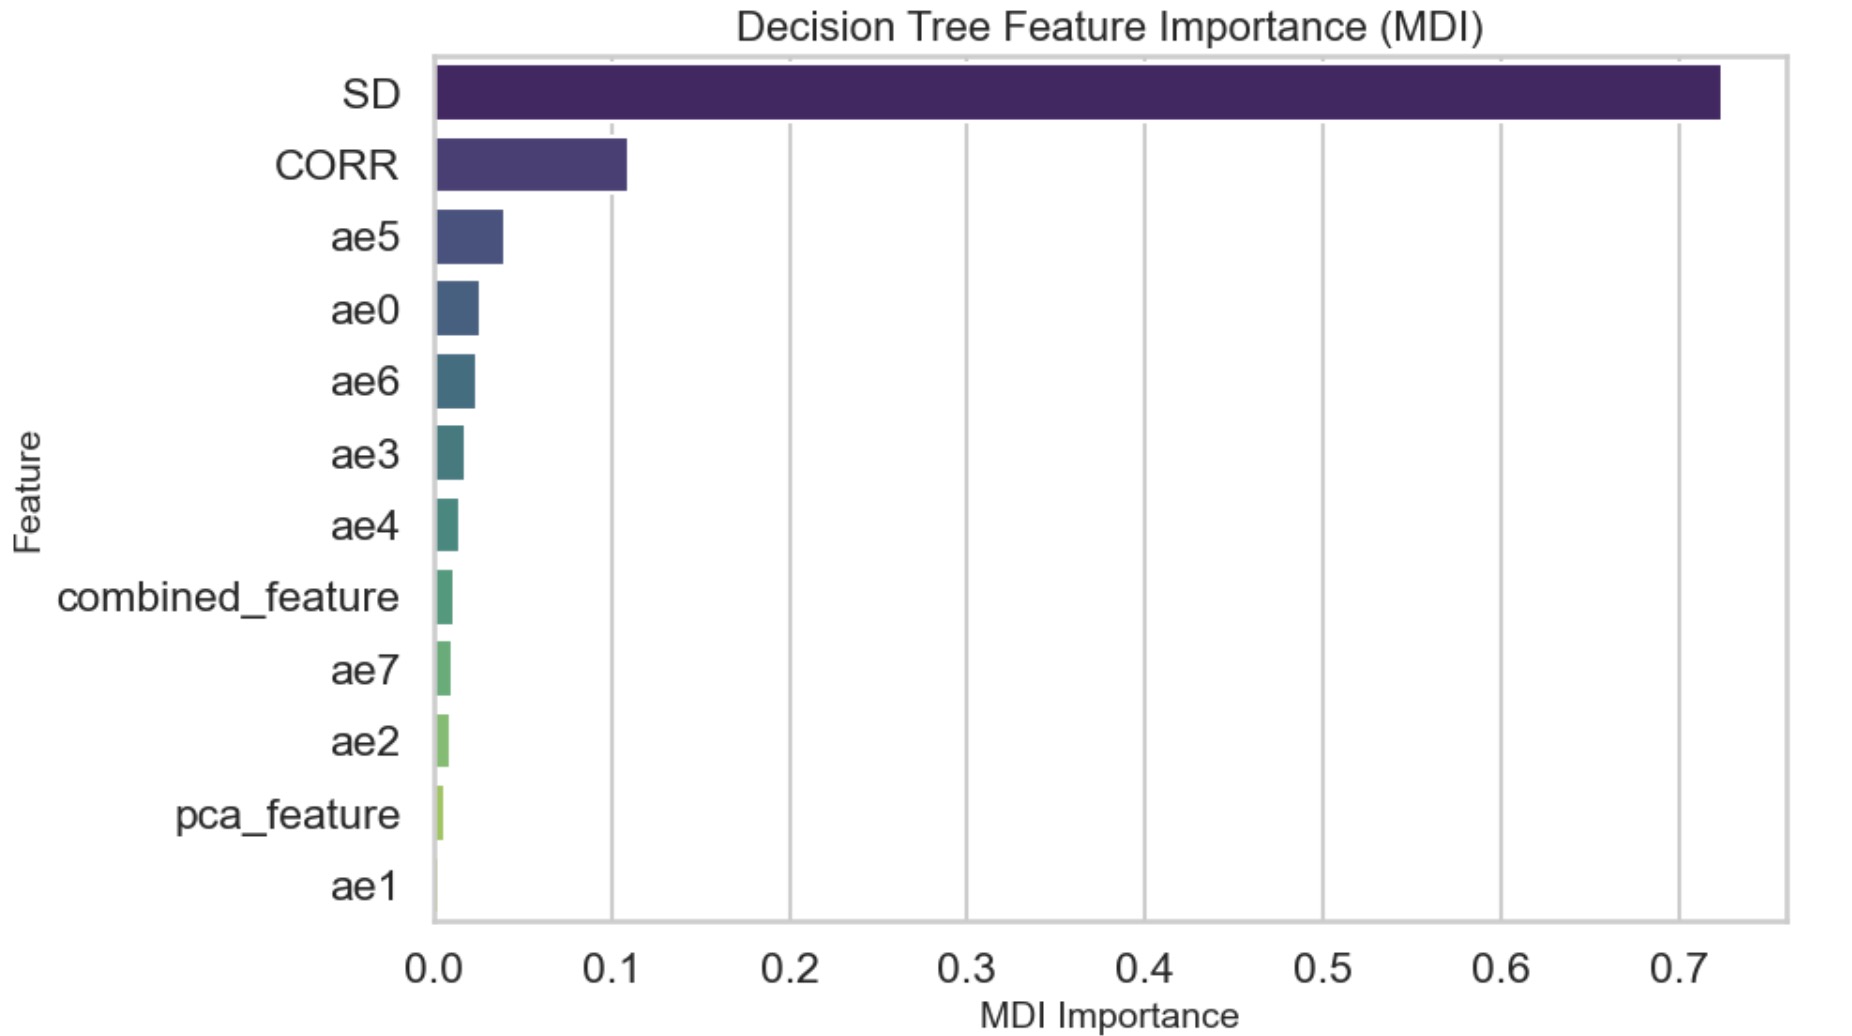 Decision Tree Feature Importance (MDI)
Feature
SD
CORR
ae5
ae0
ae6
ae3
ae4
combined_feature
ae7
ae2
pca_feature
ae1
0.0 0.1 0.2 0.3 0.4 0.5 0.6 0.7
MDI Importance